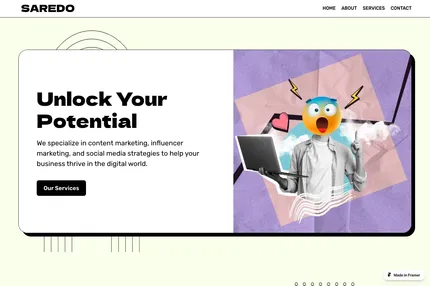 SAREDO
HOME ABOUT SERVICES CONTACT
Unlock Your
Potential
We specialize in content marketing, influencer
marketing, and social media strategies to help your
business thrive in the digital world.
Our Services
Made in Framer